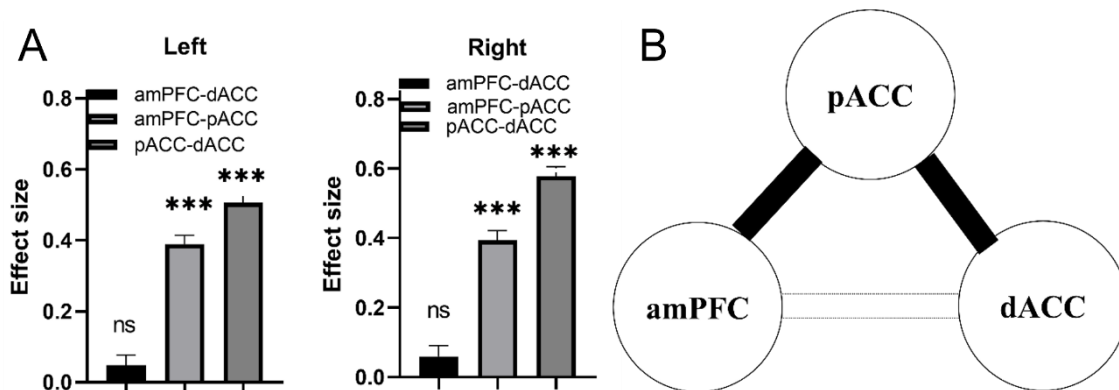 A
Left
amPFC-dACC
amPFC-pACC
pACC-dACC
Effect size
0.8
0.6
0.4
0.2
0.0
ns
***
***
Right
amPFC-dACC
amPFC-pACC
pACC-dACC
Effect size
0.8
0.6
0.4
0.2
0.0
ns
***
***
B
pACC
amPFC
dACC